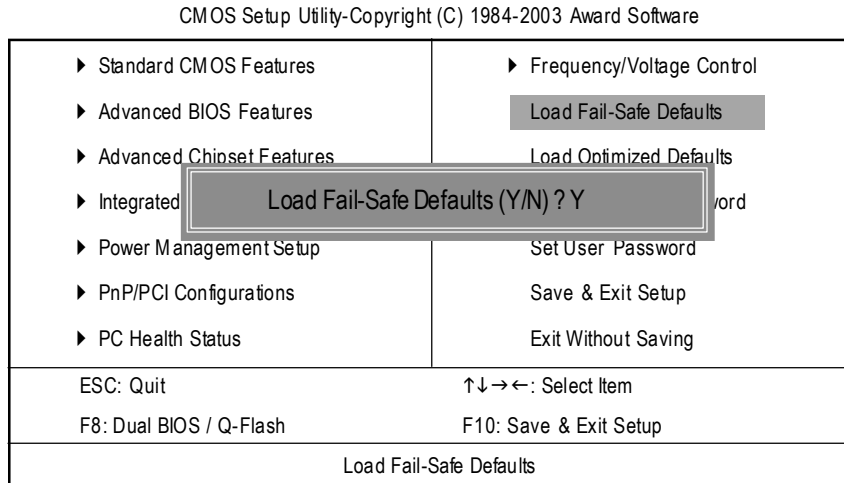 CMOS Setup Utility-Copyright (C) 1984-2003 Award Software
▶ Standard CMOS Features
▶ Advanced BIOS Features
▶ Advanced Chipset Features
▶ Integrated
▶ Power Management Setup
▶ PnP/PCI Configurations
▶ PC Health Status
▶ Frequency/Voltage Control
Load Fail-Safe Defaults
Load Optimized Defaults
Set User Password
Save & Exit Setup
Exit Without Saving
Load Fail-Safe Defaults (Y/N) ? Y
ESC: Quit
↑↓→←: Select Item
F8: Dual BIOS / Q-Flash
F10: Save & Exit Setup
Load Fail-Safe Defaults